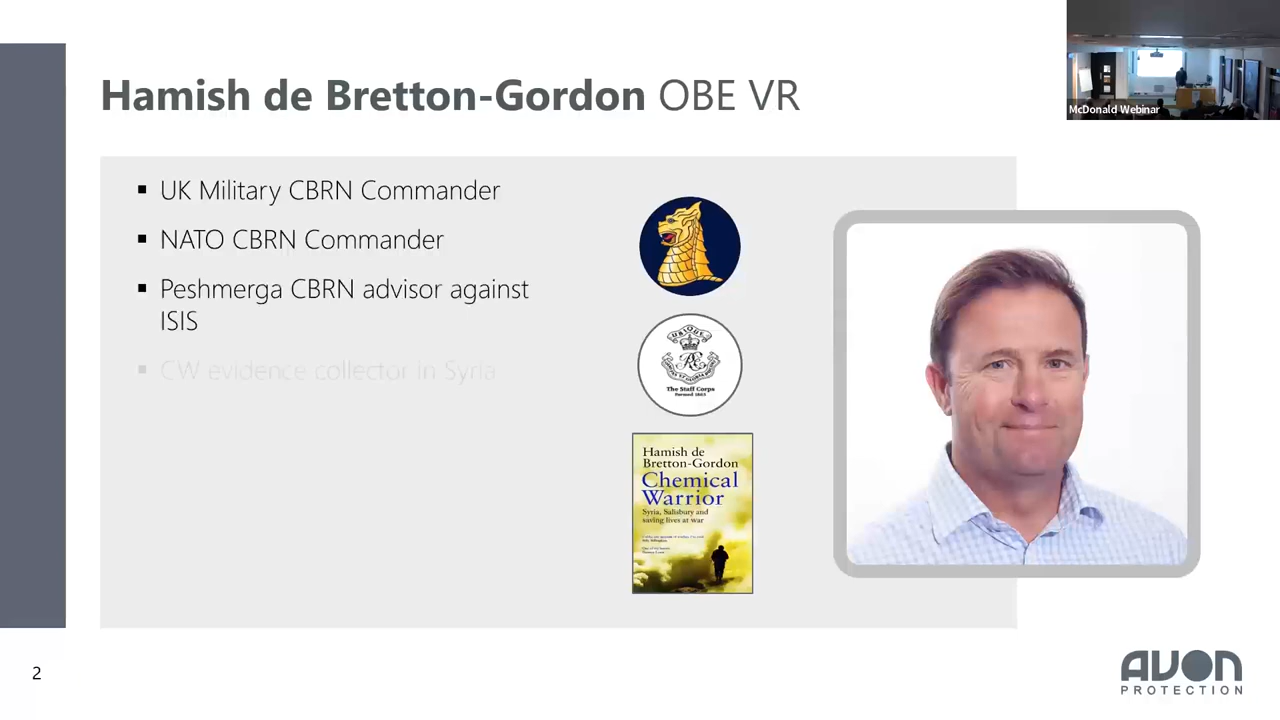 Hamish de Bretton-Gordon OBE VR
McDonald Webinar
▪ UK Military CBRN Commander
▪ NATO CBRN Commander
▪ Peshmerga CBRN advisor against
ISIS
▪ CW evidence collector in Syria
The Staff Corps
Hamish de
Bretton-Gordon
Chemical
Warrior
Syria, Salisbury and
saving lives at war
2
AVON
PROTECTION